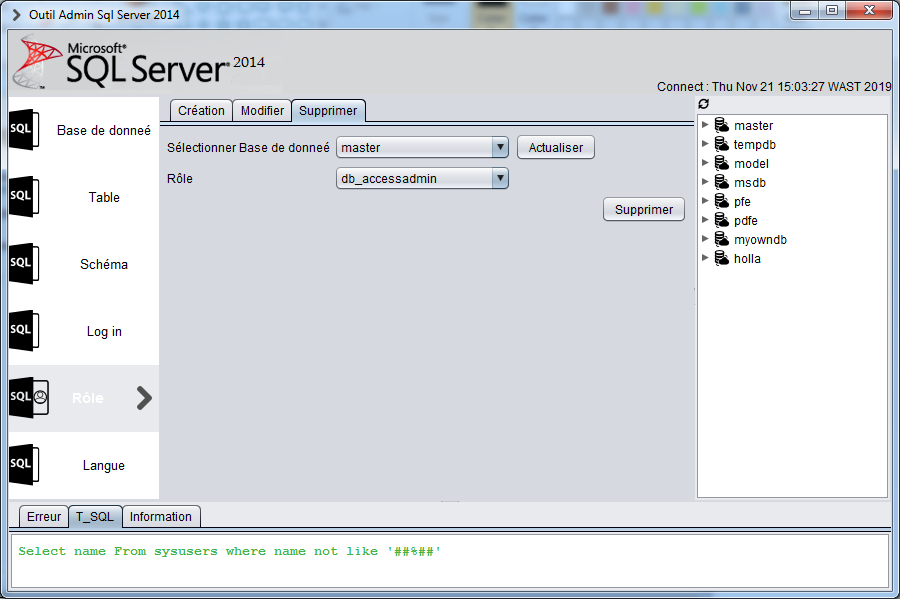 Outil Admin Sql Server 2014
Microsoft®
SQL Server® 2014
Connect : Thu Nov 21 15:03:27 WAST 2019
SQL Base de donneé
SQL Table
SQL Schéma
SQL Log in
SQL Rôle
SQL Langue
Création Modifier Supprimer
Sélectionner Base de donneé master Actualiser
Rôle db_accessadmin
Supprimer
master
tempdb
model
msdb
pfe
pdfe
myowndb
holla
Erreur T_SQL Information
Select name From sysusers where name not like '##%##'